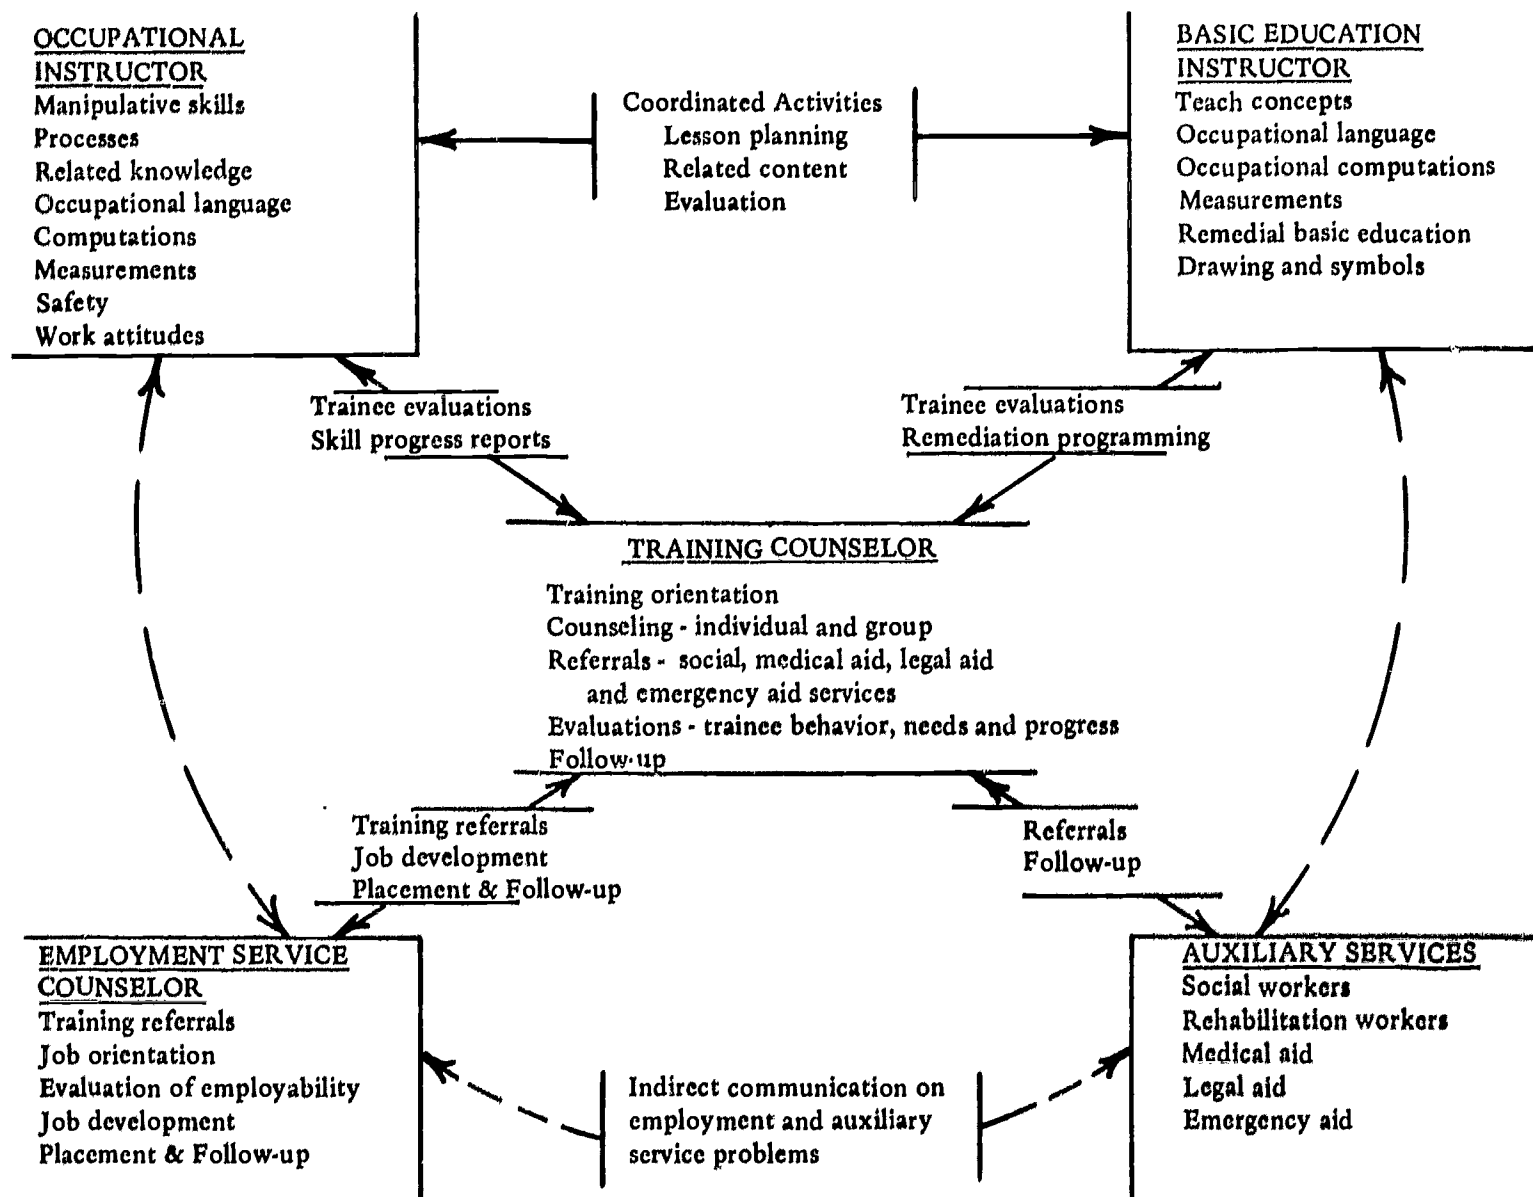 OCCUPATIONAL
INSTRUCTOR
Manipulative skills
Processes
Related knowledge
Occupational language
Computations
Measurements
Safety
Work attitudes
Coordinated Activities
Lesson planning
Related content
Evaluation
BASIC EDUCATION
INSTRUCTOR
Teach concepts
Occupational language
Occupational computations
Measurements
Remedial basic education
Drawing and symbols
Trainee evaluations
Skill progress reports
Trainee evaluations
Remediation programming
TRAINING COUNSELOR
Training orientation
Counseling - individual and group
Referrals - social, medical aid, legal aid
and emergency aid services
Evaluations - trainee behavior, needs and progress
Follow-up
Training referrals
Job development
Placement & Follow-up
Referrals
Follow-up
EMPLOYMENT SERVICE
COUNSELOR
Training referrals
Job orientation
Evaluation of employability
Job development
Placement & Follow-up
Indirect communication on
employment and auxiliary
service problems
AUXILIARY SERVICES
Social workers
Rehabilitation workers
Medical aid
Legal aid
Emergency aid